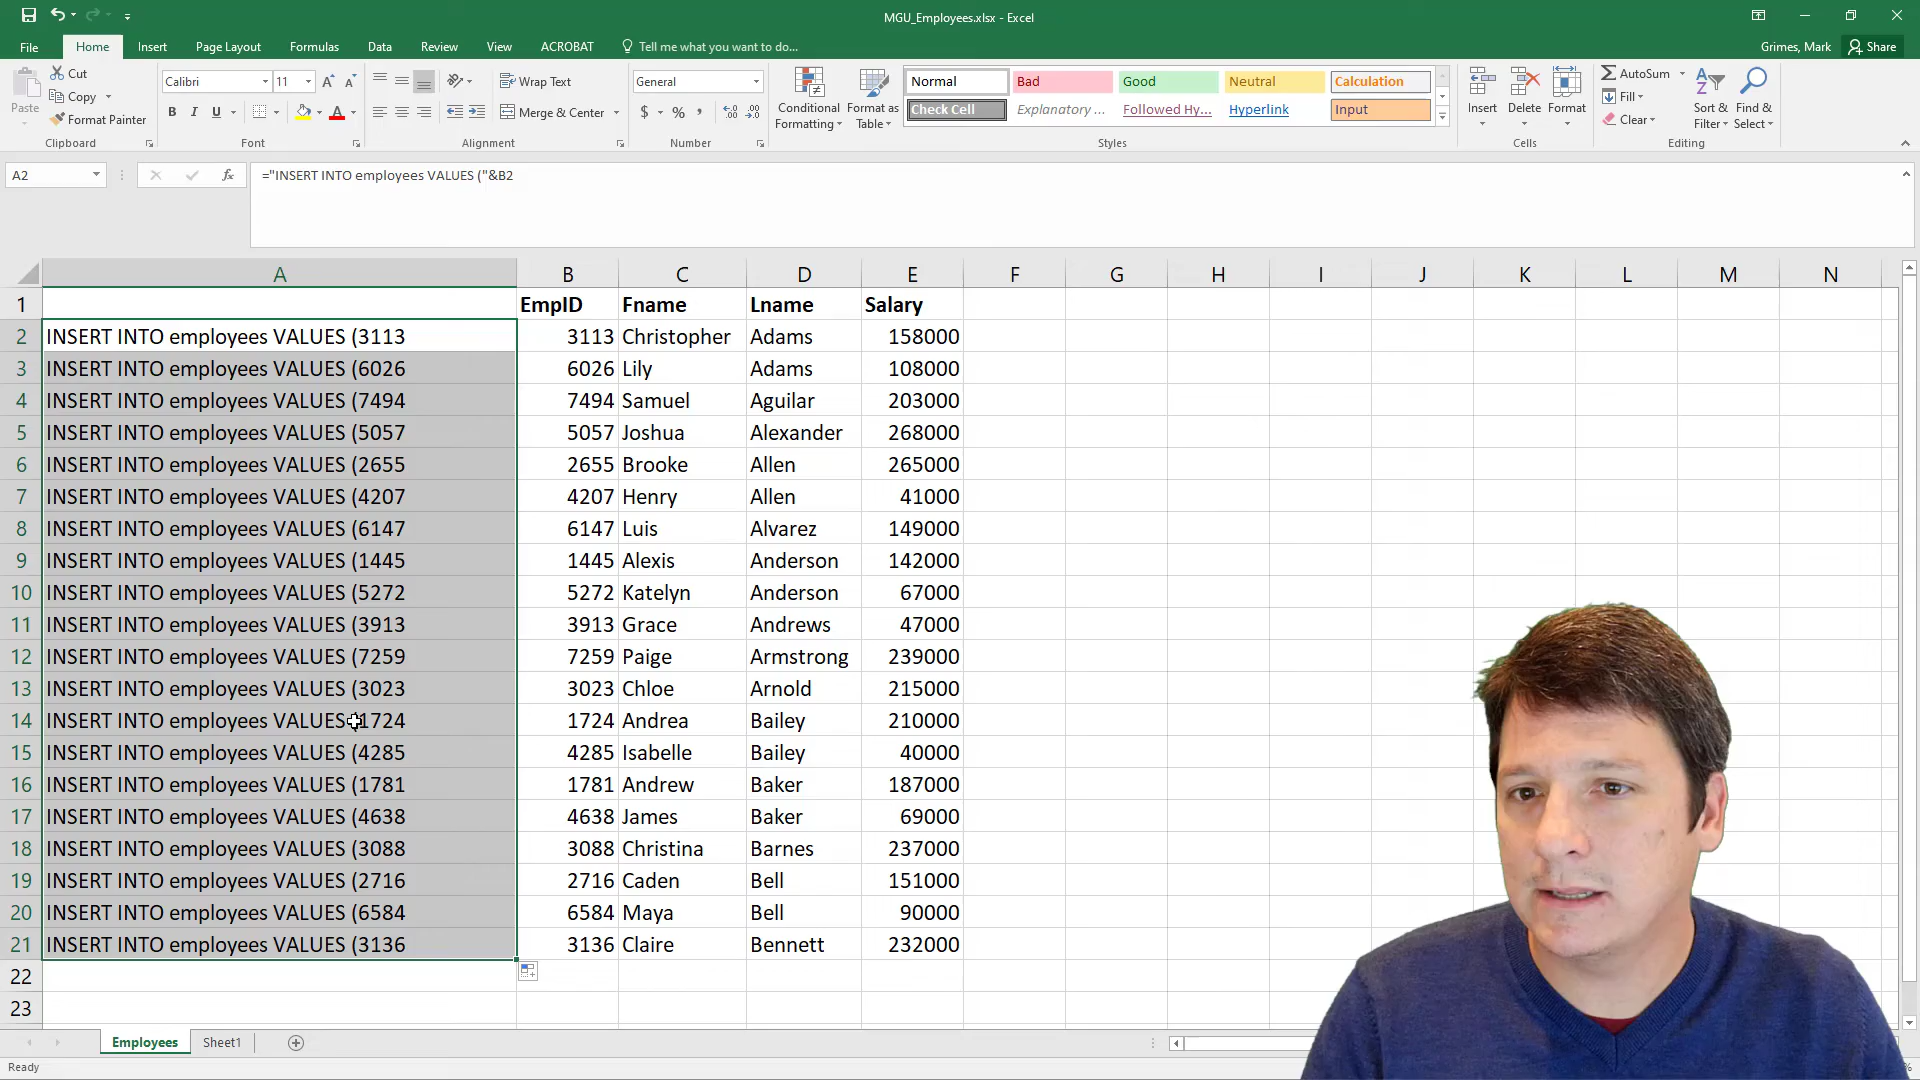 MGU_Employees.xlsx - Excel
File Home Insert Page Layout Formulas Data Review View ACROBAT Tell me what you want to do... Grimes, Mark Share
Paste Cut Copy Format Painter
Calibri 11
B I U
Wrap Text
Merge & Center
General
$ % ,
Conditional Formatting
Format as Table
Normal Bad Good Neutral Calculation
Check Cell Explanatory ... Followed Hy... Hyperlink Input
Insert Delete Format
AutoSum
Fill
Clear
Sort & Filter
Find & Select
Clipboard Font Alignment Number Styles Cells Editing
A2 fx ="INSERT INTO employees VALUES ("&B2
A B C D E F G H I J K L M N
1 EmpID Fname Lname Salary
2 INSERT INTO employees VALUES (3113 3113 Christopher Adams 158000
3 INSERT INTO employees VALUES (6026 6026 Lily Adams 108000
4 INSERT INTO employees VALUES (7494 7494 Samuel Aguilar 203000
5 INSERT INTO employees VALUES (5057 5057 Joshua Alexander 268000
6 INSERT INTO employees VALUES (2655 2655 Brooke Allen 265000
7 INSERT INTO employees VALUES (4207 4207 Henry Allen 41000
8 INSERT INTO employees VALUES (6147 6147 Luis Alvarez 149000
9 INSERT INTO employees VALUES (1445 1445 Alexis Anderson 142000
10 INSERT INTO employees VALUES (5272 5272 Katelyn Anderson 67000
11 INSERT INTO employees VALUES (3913 3913 Grace Andrews 47000
12 INSERT INTO employees VALUES (7259 7259 Paige Armstrong 239000
13 INSERT INTO employees VALUES (3023 3023 Chloe Arnold 215000
14 INSERT INTO employees VALUES (1724 1724 Andrea Bailey 210000
15 INSERT INTO employees VALUES (4285 4285 Isabelle Bailey 40000
16 INSERT INTO employees VALUES (1781 1781 Andrew Baker 187000
17 INSERT INTO employees VALUES (4638 4638 James Baker 69000
18 INSERT INTO employees VALUES (3088 3088 Christina Barnes 237000
19 INSERT INTO employees VALUES (2716 2716 Caden Bell 151000
20 INSERT INTO employees VALUES (6584 6584 Maya Bell 90000
21 INSERT INTO employees VALUES (3136 3136 Claire Bennett 232000
22
23
Employees Sheet1
Ready